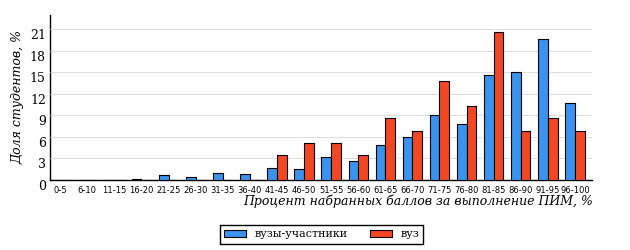 Доля студентов, %
21
18
15
12
9
6
3
0
0-5 6-10 11-15 16-20 21-25 26-30 31-35 36-40 41-45 46-50 51-55 56-60 61-65 66-70 71-75 76-80 81-85 86-90 91-95 96-100
Процент набранных баллов за выполнение ПИМ, %
вузы-участники вуз